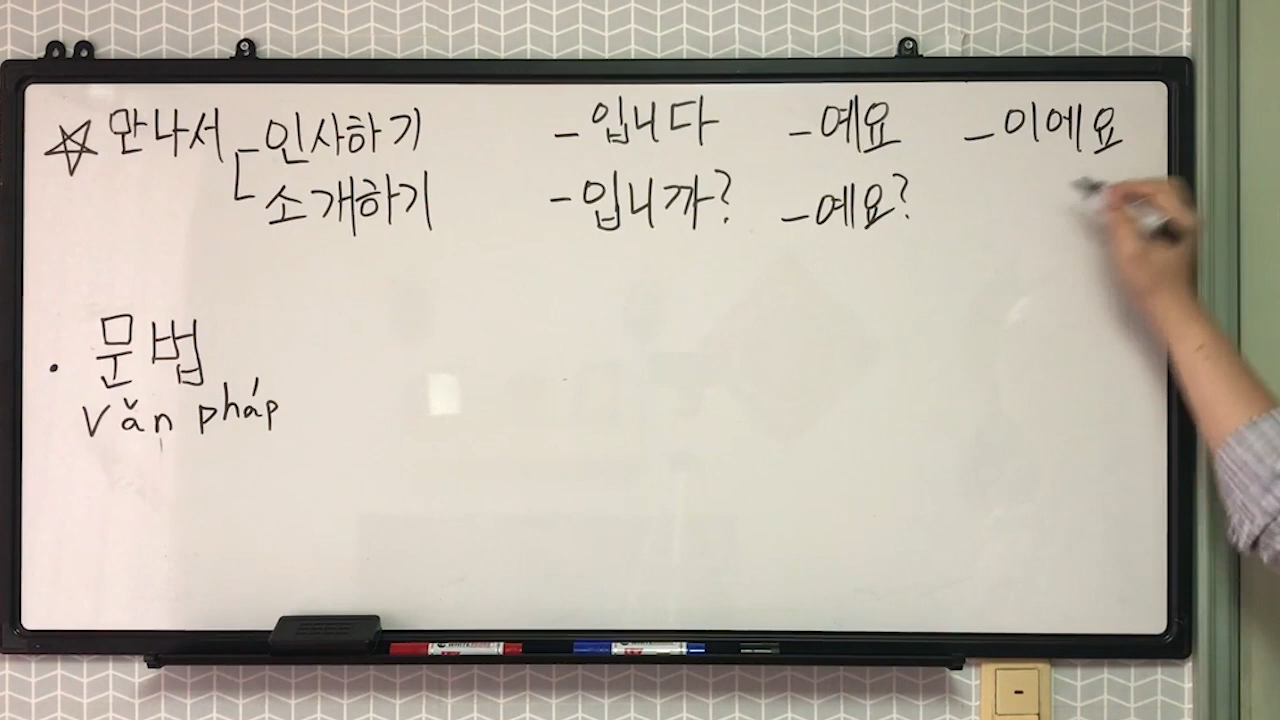 ☆ 만나서 - 인사하기 - 입니다 - 예요 - 이에요
소개하기 - 입니까? - 예요?
· 문법
Văn pháp